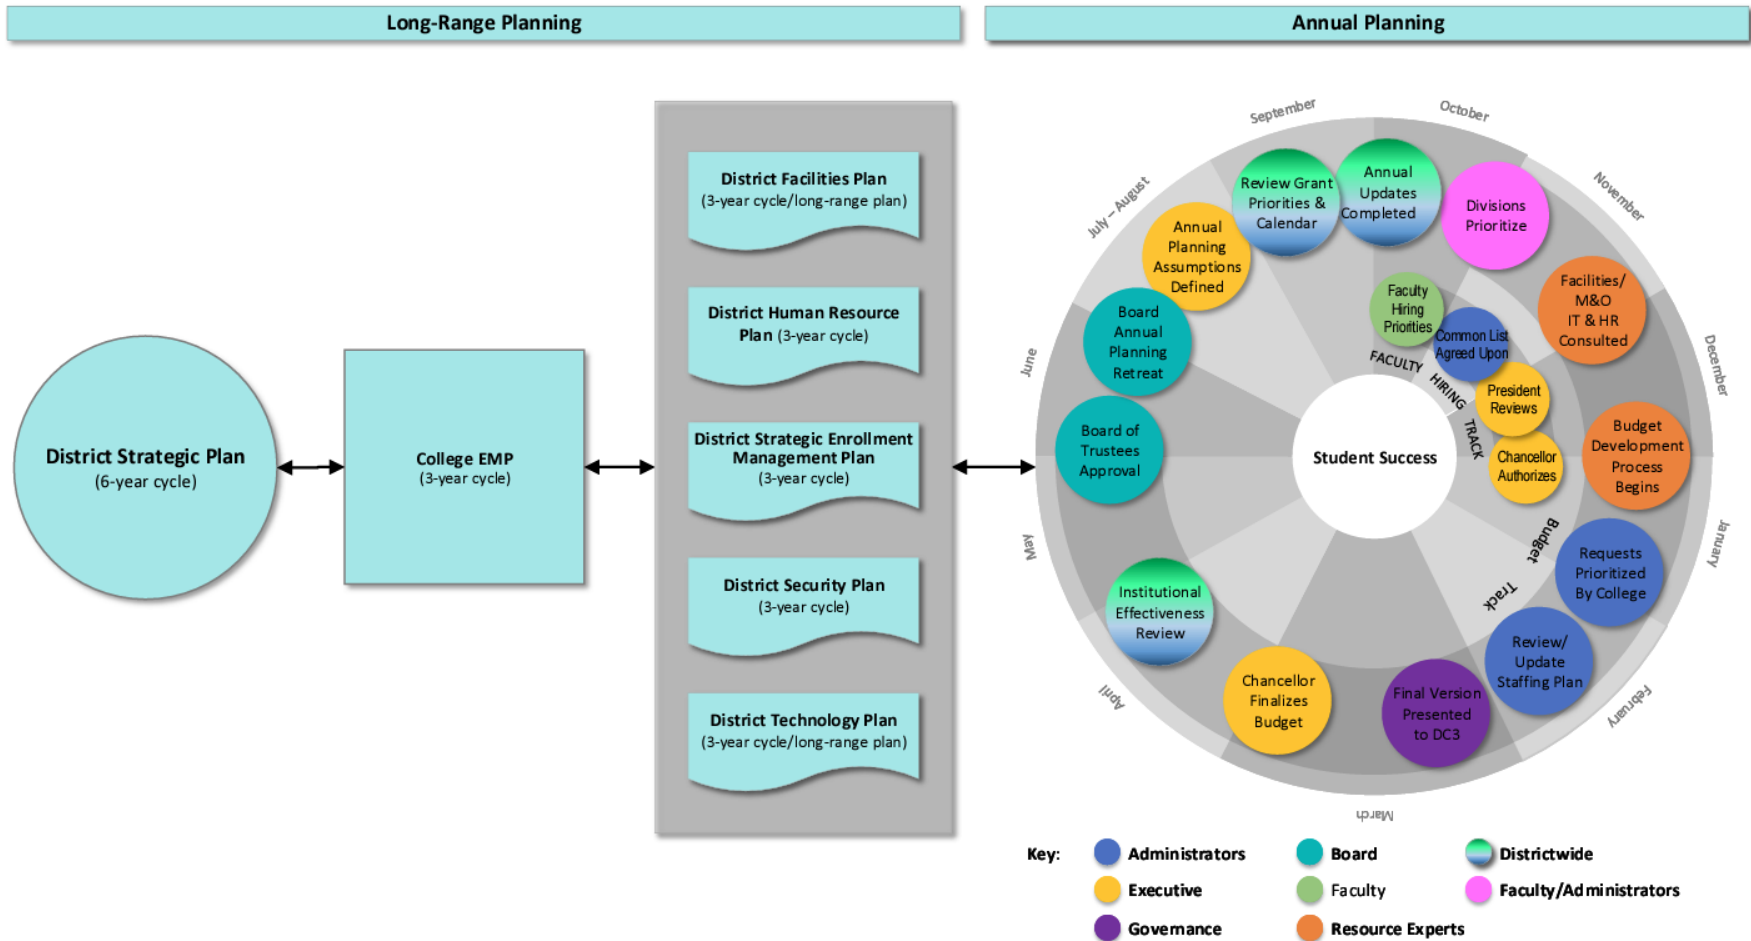 Long-Range Planning
Annual Planning
District Strategic Plan
(6-year cycle)
College EMP
(3-year cycle)
District Facilities Plan
(3-year cycle/long-range plan)
District Human Resource
Plan (3-year cycle)
District Strategic Enrollment
Management Plan
(3-year cycle)
District Security Plan
(3-year cycle)
District Technology Plan
(3-year cycle/long-range plan)
September
October
November
December
January
February
March
April
May
June
July – August
Review Grant
Priorities &
Calendar
Annual
Updates
Completed
Divisions
Prioritize
Facilities/
M&O
IT & HR
Consulted
Budget
Development
Process
Begins
Requests
Prioritized
By College
Review/
Update
Staffing Plan
Final Version
Presented
to DC3
Chancellor
Finalizes
Budget
Institutional
Effectiveness
Review
Board of
Trustees
Approval
Board
Annual
Planning
Retreat
Annual
Planning
Assumptions
Defined
Faculty
Hiring
Priorities
Common List
Agreed Upon
President
Reviews
Chancellor
Authorizes
FACULTY
HIRING
TRACK
Budget
Track
Student Success
Key:
Administrators
Board
Districtwide
Executive
Faculty
Faculty/Administrators
Governance
Resource Experts